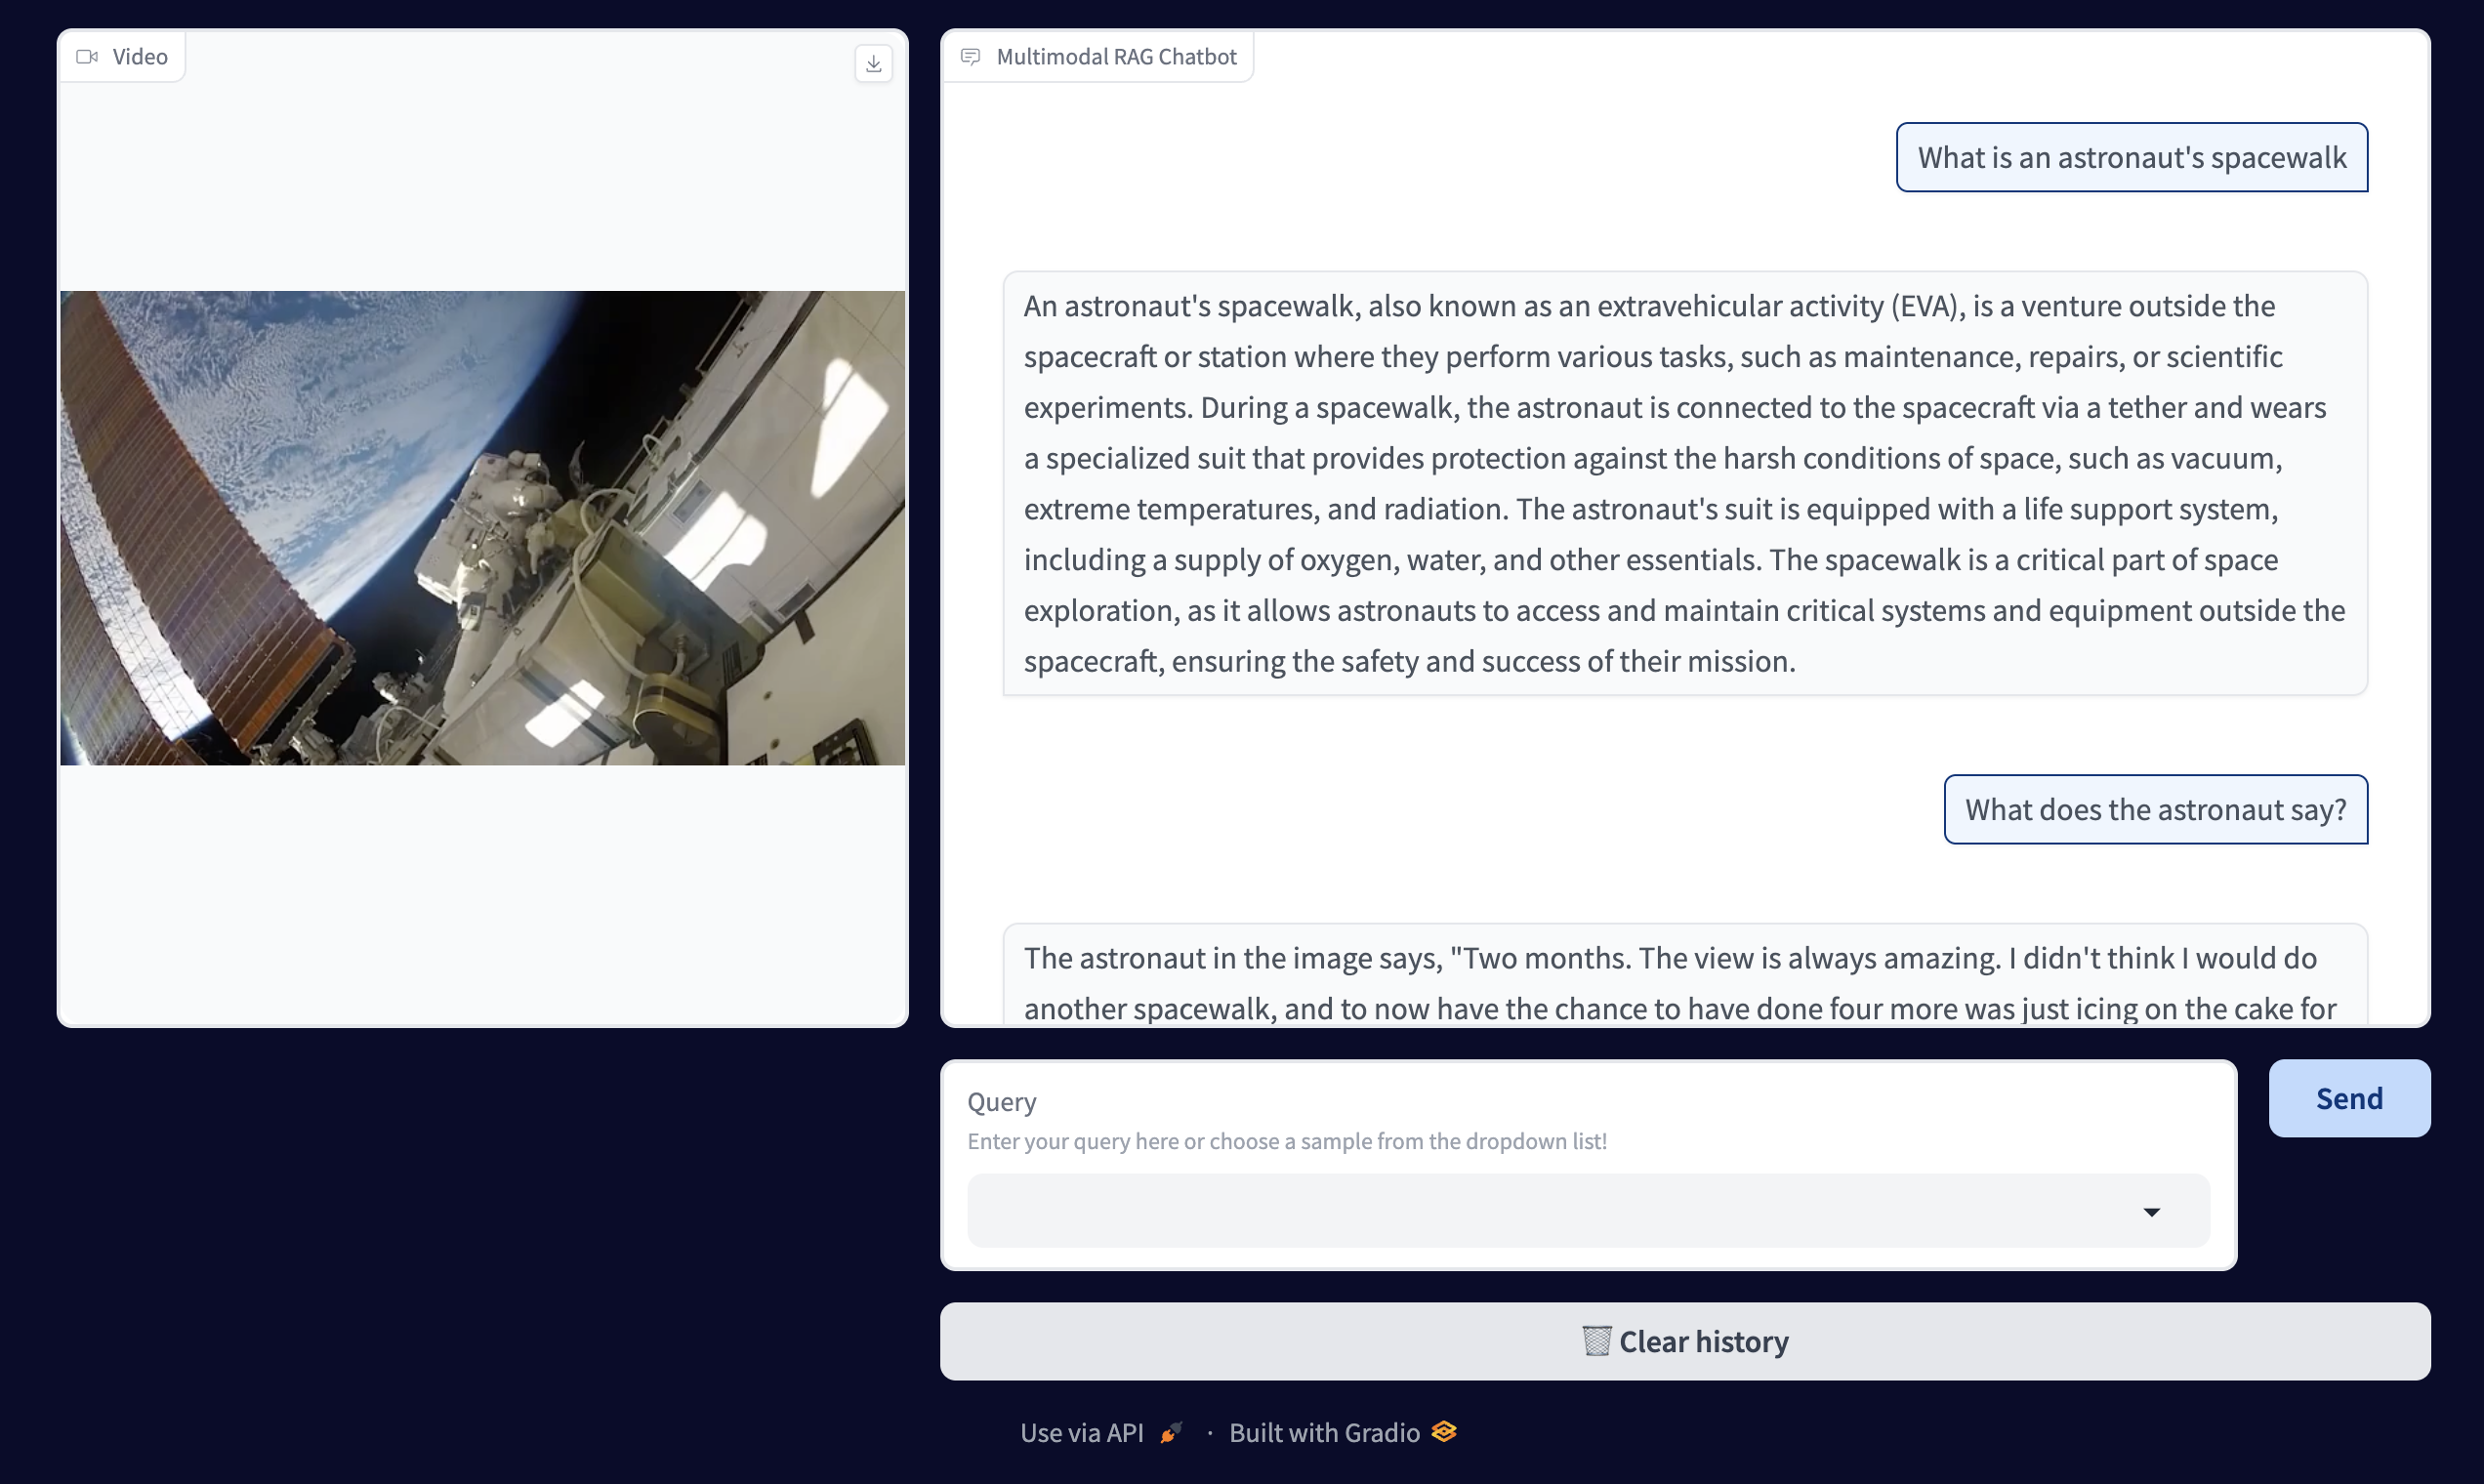 Video
Multimodal RAG Chatbot
What is an astronaut's spacewalk
An astronaut's spacewalk, also known as an extravehicular activity (EVA), is a venture outside the
spacecraft or station where they perform various tasks, such as maintenance, repairs, or scientific
experiments. During a spacewalk, the astronaut is connected to the spacecraft via a tether and wears
a specialized suit that provides protection against the harsh conditions of space, such as vacuum,
extreme temperatures, and radiation. The astronaut's suit is equipped with a life support system,
including a supply of oxygen, water, and other essentials. The spacewalk is a critical part of space
exploration, as it allows astronauts to access and maintain critical systems and equipment outside the
spacecraft, ensuring the safety and success of their mission.
What does the astronaut say?
The astronaut in the image says, "Two months. The view is always amazing. I didn't think I would do
another spacewalk, and to now have the chance to have done four more was just icing on the cake for
Query
Enter your query here or choose a sample from the dropdown list!
Send
Clear history
Use via API · Built with Gradio